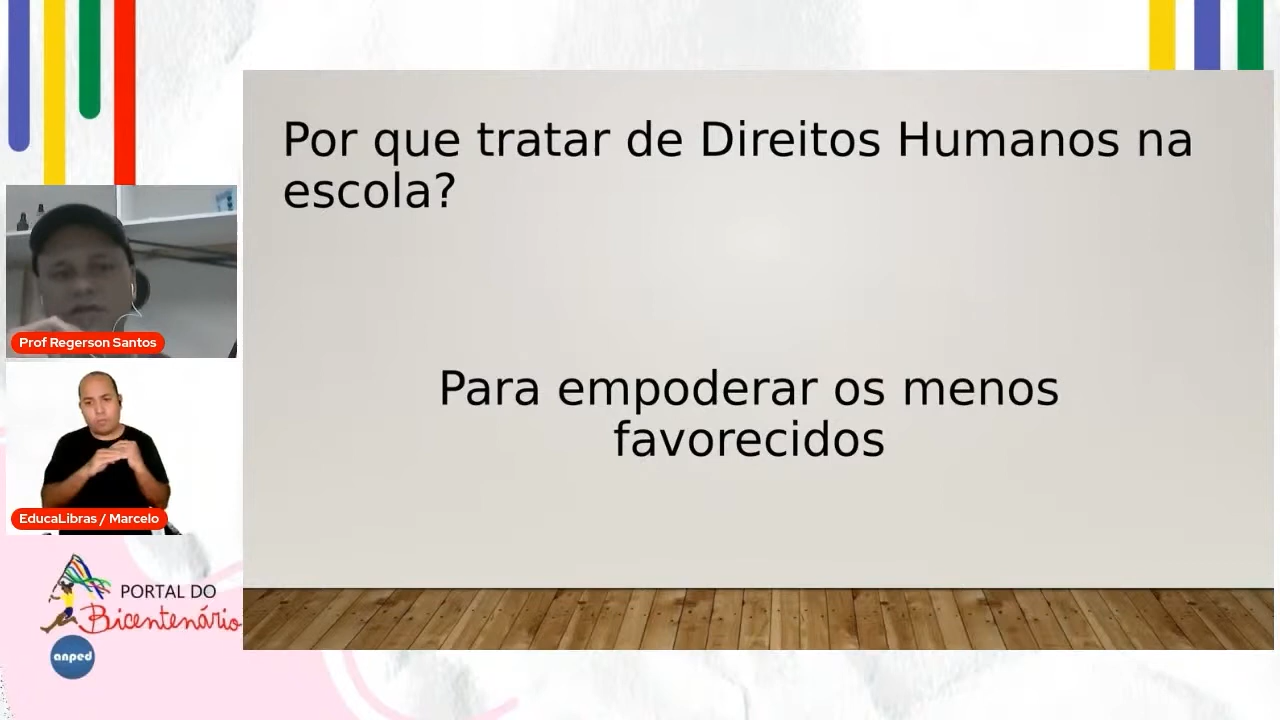 Por que tratar de Direitos Humanos na
escola?
Para empoderar os menos
favorecidos
Prof Regerson Santos
EducaLibras / Marcelo
PORTAL DO
Bicentenário
anped